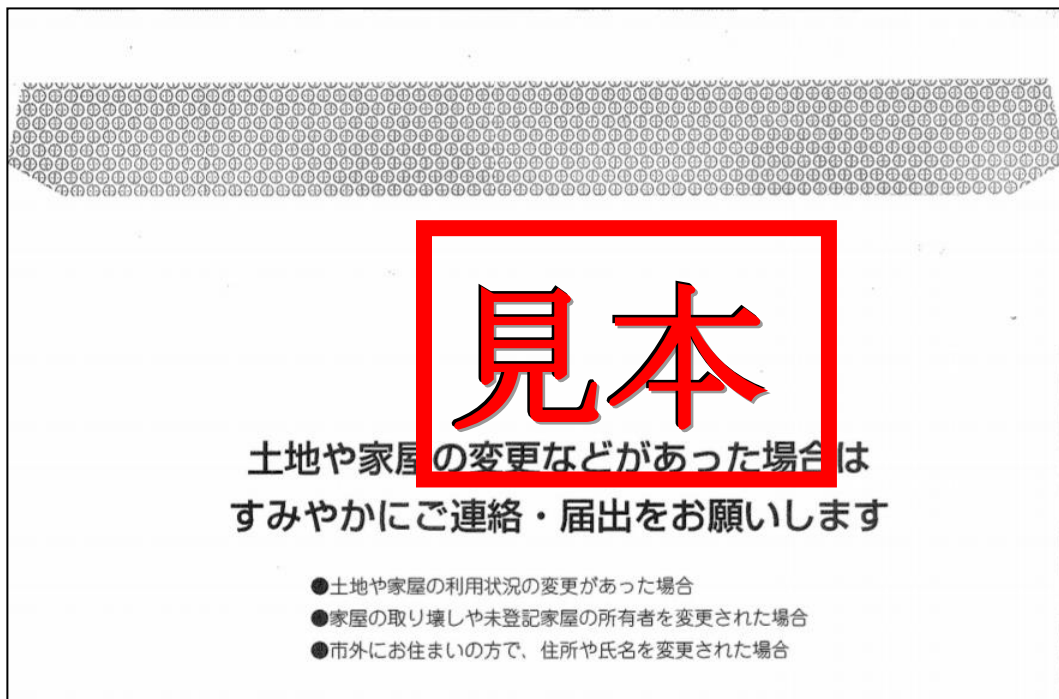 見本
土地や家屋の変更などがあった場合は
すみやかにご連絡・届出をお願いします
●土地や家屋の利用状況の変更があった場合
●家屋の取り壊しや未登記家屋の所有者を変更された場合
●市外にお住まいの方で、住所や氏名を変更された場合